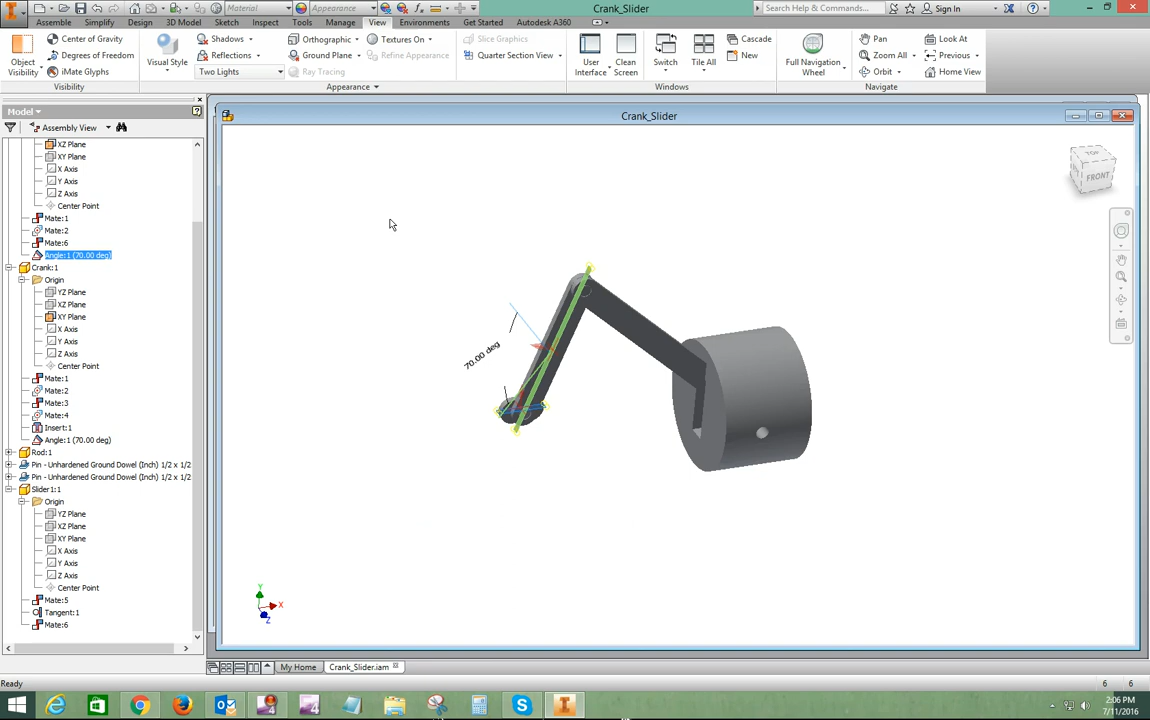 Material
Appearance
Crank_Slider
Search Help & Commands...
Sign In
Assemble Simplify Design 3D Model Sketch Inspect Tools Manage View Environments Get Started Autodesk A360
Object Visibility
Center of Gravity
Degrees of Freedom
iMate Glyphs
Visibility
Visual Style
Shadows
Reflections
Two Lights
Orthographic
Ground Plane
Ray Tracing
Textures On
Refine Appearance
Appearance
Slice Graphics
Quarter Section View
User Interface
Clean Screen
Switch
Tile All
Cascade
New
Windows
Full Navigation Wheel
Pan
Zoom All
Orbit
Look At
Previous
Home View
Navigate
Model
Assembly View
XZ Plane
XY Plane
X Axis
Y Axis
Z Axis
Center Point
Mate:1
Mate:2
Mate:6
Angle:1 (70.00 deg)
Crank:1
Origin
YZ Plane
XZ Plane
XY Plane
X Axis
Y Axis
Z Axis
Center Point
Mate:1
Mate:2
Mate:3
Mate:4
Insert:1
Angle:1 (70.00 deg)
Rod:1
Pin - Unhardened Ground Dowel (Inch) 1/2 x 1/2
Pin - Unhardened Ground Dowel (Inch) 1/2 x 1/2
Slider1:1
Origin
YZ Plane
XZ Plane
XY Plane
X Axis
Y Axis
Z Axis
Center Point
Mate:5
Tangent:1
Mate:6
Crank_Slider
TOP
FRONT
70.00 deg
Y
X
Z
My Home
Crank_Slider.iam
Ready
6 6
2:06 PM
7/11/2016